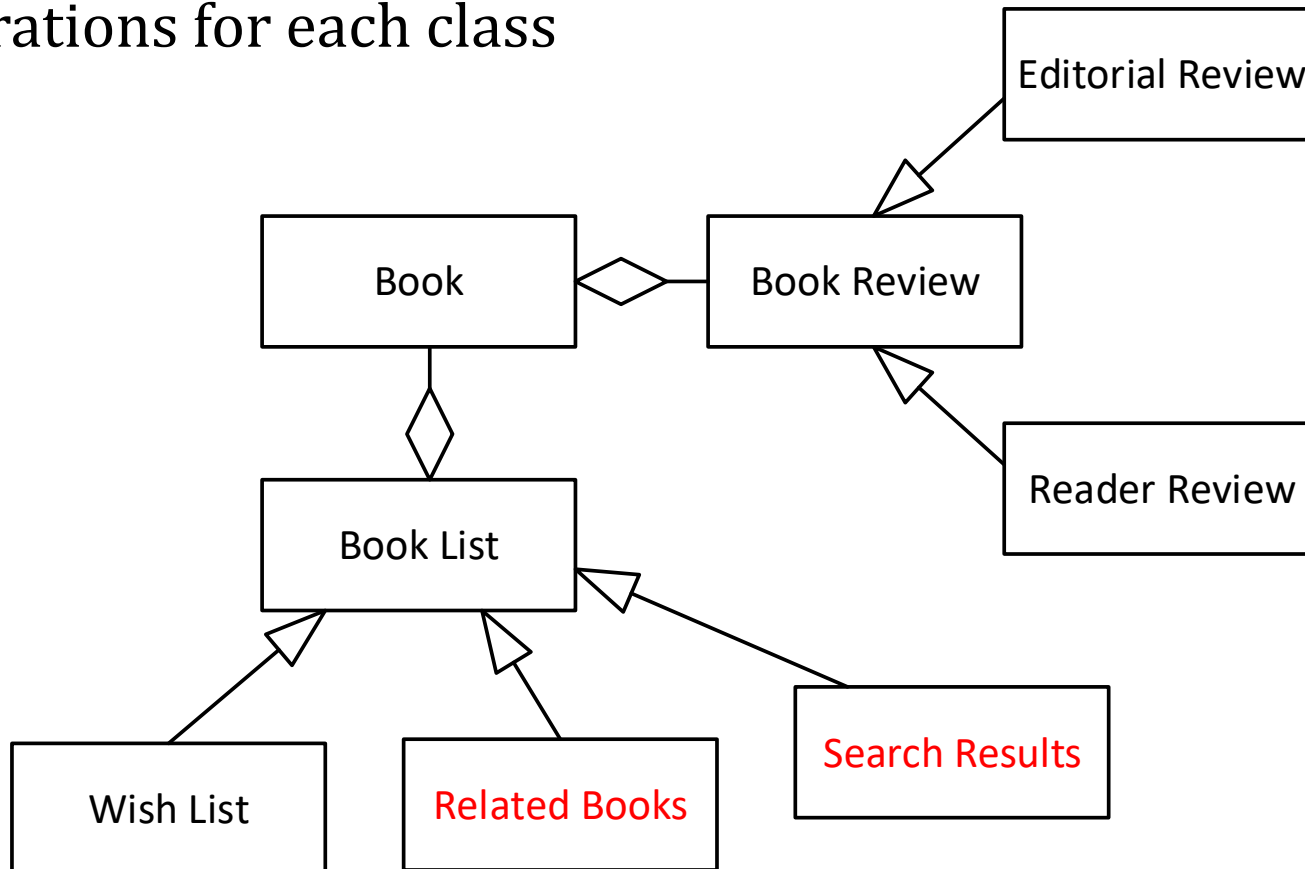 rations for each class
Editorial Review
Book
Book Review
Reader Review
Book List
Search Results
Wish List
Related Books